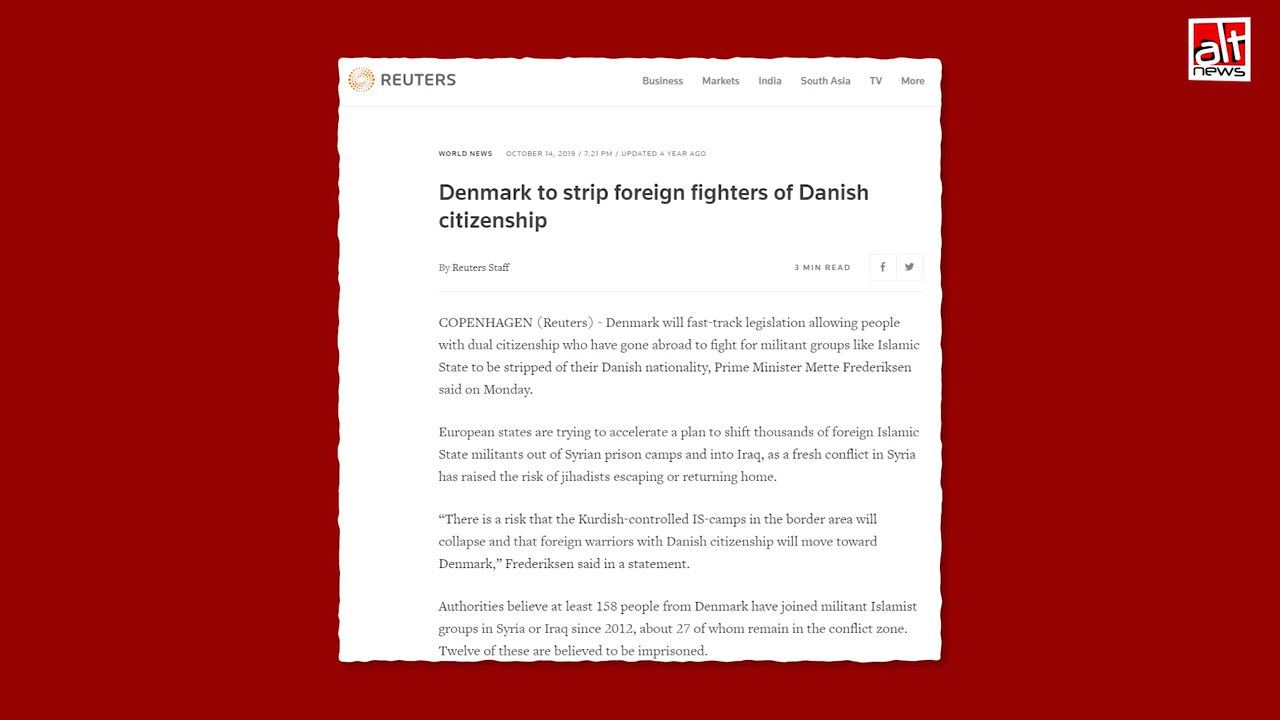 alt
news
REUTERS
Business Markets India South Asia TV More
WORLD NEWS OCTOBER 14, 2019 / 7:21 PM / UPDATED A YEAR AGO
Denmark to strip foreign fighters of Danish
citizenship
By Reuters Staff
3 MIN READ
COPENHAGEN (Reuters) - Denmark will fast-track legislation allowing people
with dual citizenship who have gone abroad to fight for militant groups like Islamic
State to be stripped of their Danish nationality, Prime Minister Mette Frederiksen
said on Monday.
European states are trying to accelerate a plan to shift thousands of foreign Islamic
State militants out of Syrian prison camps and into Iraq, as a fresh conflict in Syria
has raised the risk of jihadists escaping or returning home.
“There is a risk that the Kurdish-controlled IS-camps in the border area will
collapse and that foreign warriors with Danish citizenship will move toward
Denmark,” Frederiksen said in a statement.
Authorities believe at least 158 people from Denmark have joined militant Islamist
groups in Syria or Iraq since 2012, about 27 of whom remain in the conflict zone.
Twelve of these are believed to be imprisoned.